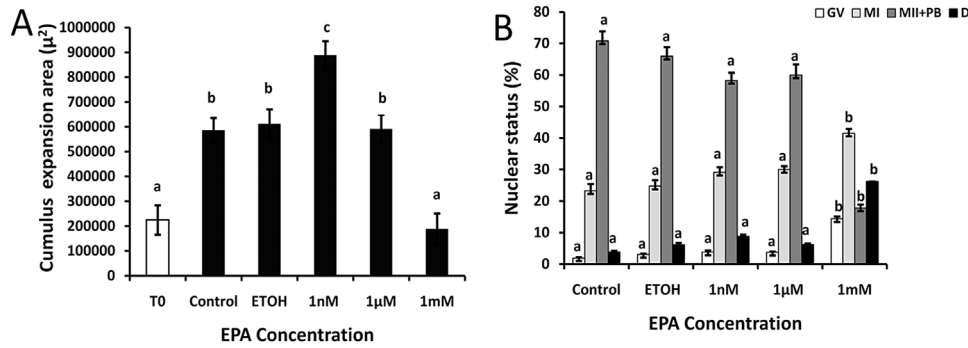 A
Cumulus expansion area (µ²)
1000000
900000
800000
700000
600000
500000
400000
300000
200000
100000
0
a
b
b
c
b
a
T0 Control ETOH 1nM 1µM 1mM
EPA Concentration
B
GV MI MII+PB D
Nuclear status (%)
80
70
60
50
40
30
20
10
0
a a a a
a a a a
a a a a
a a a a
b b b b
Control ETOH 1nM 1µM 1mM
EPA Concentration